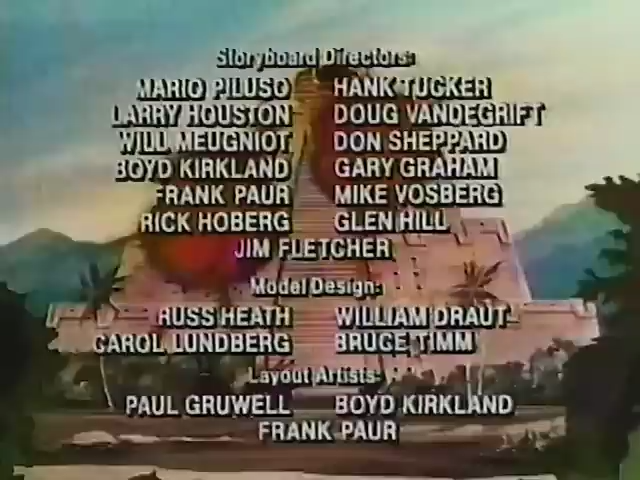 Storyboard Directors:
MARIO PILUSO HANK TUCKER
LARRY HOUSTON DOUG VANDEGRIFT
WILL MEUGNIOT DON SHEPPARD
BOYD KIRKLAND GARY GRAHAM
FRANK PAUR MIKE VOSBERG
RICK HOBERG GLEN HILL
JIM FLETCHER
Model Design:
RUSS HEATH WILLIAM DRAUT
CAROL LUNDBERG BRUCE TIMM
Layout Artists:
PAUL GRUWELL BOYD KIRKLAND
FRANK PAUR